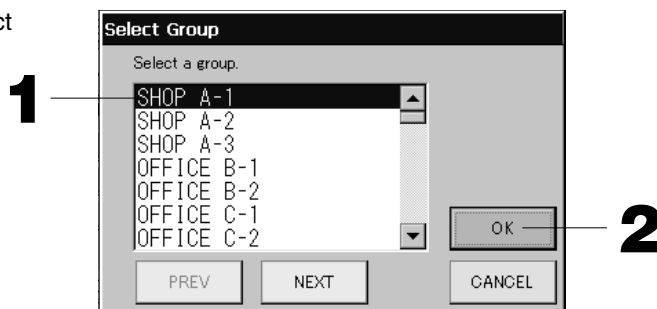 ct
Select Group
Select a group.
1
SHOP A-1
SHOP A-2
SHOP A-3
OFFICE B-1
OFFICE B-2
OFFICE C-1
OFFICE C-2
OK
2
PREV
NEXT
CANCEL